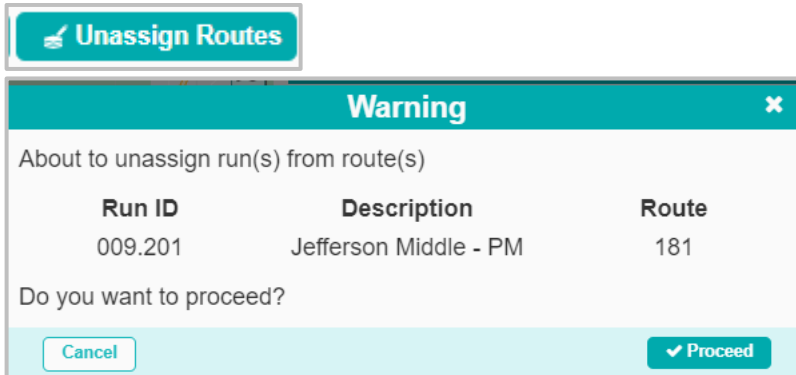 Unassign Routes
Warning
About to unassign run(s) from route(s)
Run ID Description Route
009.201 Jefferson Middle - PM 181
Do you want to proceed?
Cancel Proceed